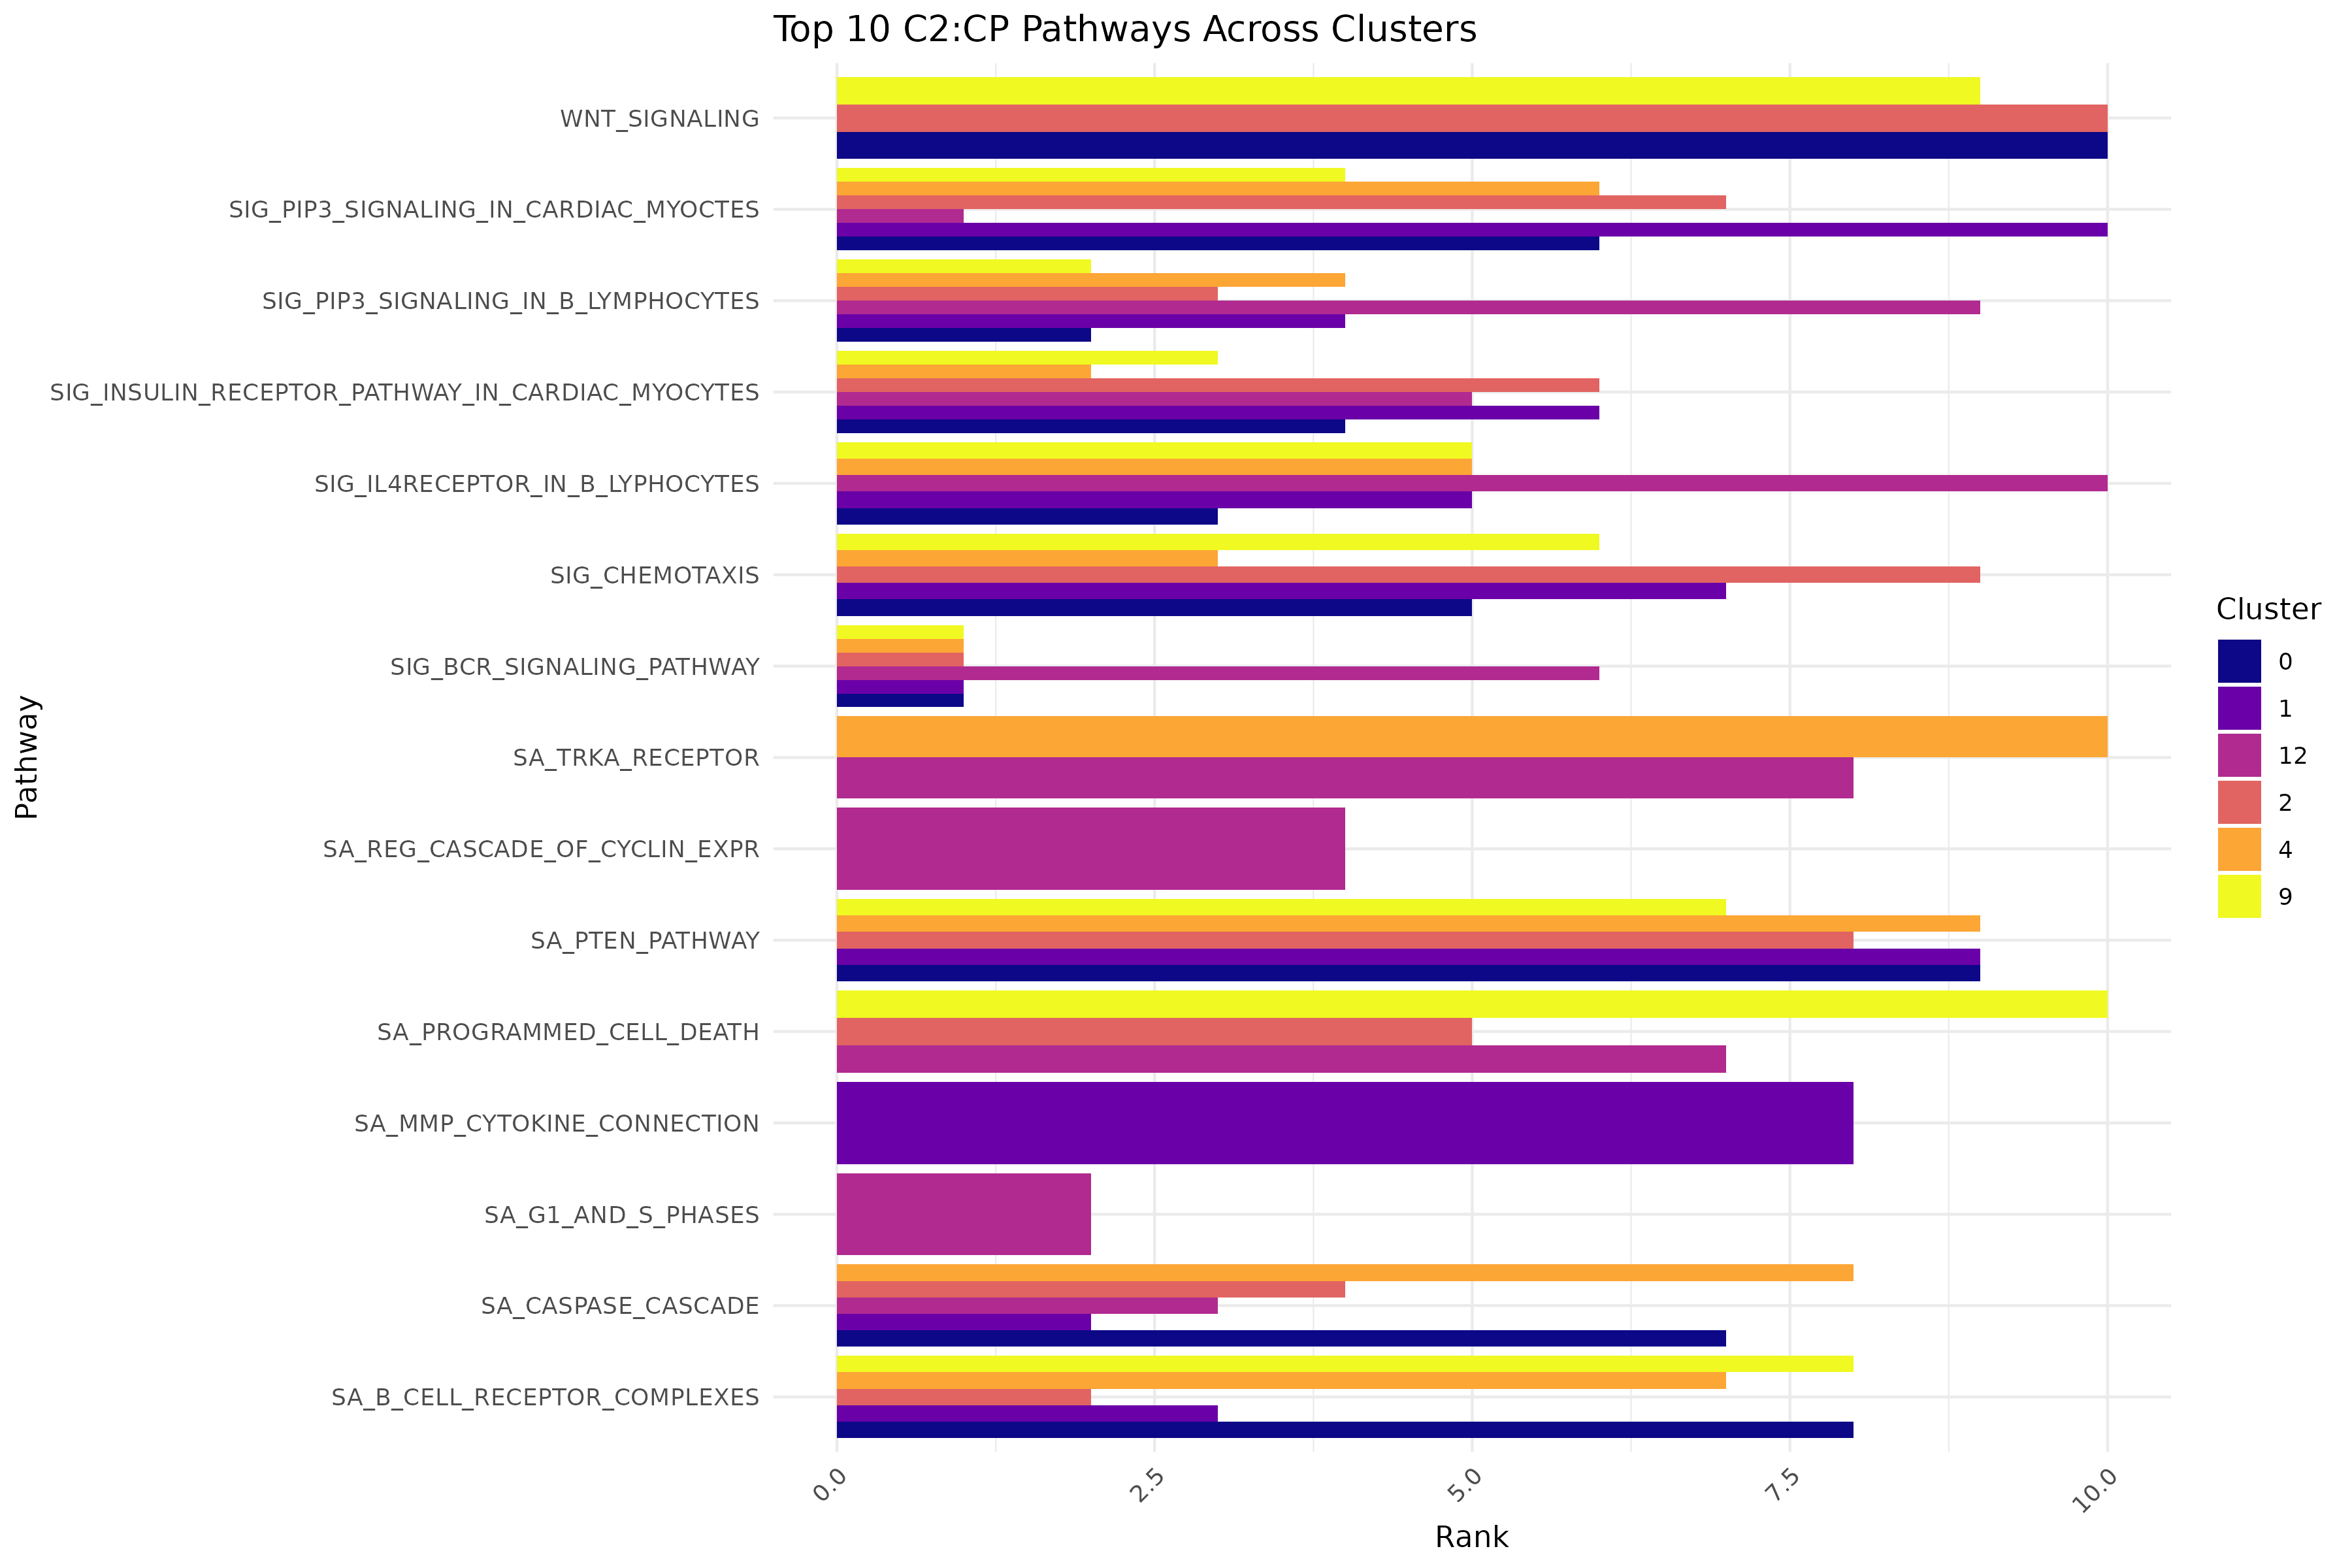 Top 10 C2:CP Pathways Across Clusters
Pathway
WNT_SIGNALING
SIG_PIP3_SIGNALING_IN_CARDIAC_MYOCTES
SIG_PIP3_SIGNALING_IN_B_LYMPHOCYTES
SIG_INSULIN_RECEPTOR_PATHWAY_IN_CARDIAC_MYOCYTES
SIG_IL4RECEPTOR_IN_B_LYPHOCYTES
SIG_CHEMOTAXIS
SIG_BCR_SIGNALING_PATHWAY
SA_TRKA_RECEPTOR
SA_REG_CASCADE_OF_CYCLIN_EXPR
SA_PTEN_PATHWAY
SA_PROGRAMMED_CELL_DEATH
SA_MMP_CYTOKINE_CONNECTION
SA_G1_AND_S_PHASES
SA_CASPASE_CASCADE
SA_B_CELL_RECEPTOR_COMPLEXES
0.0
2.5
5.0
7.5
10.0
Rank
Cluster
0
1
12
2
4
9